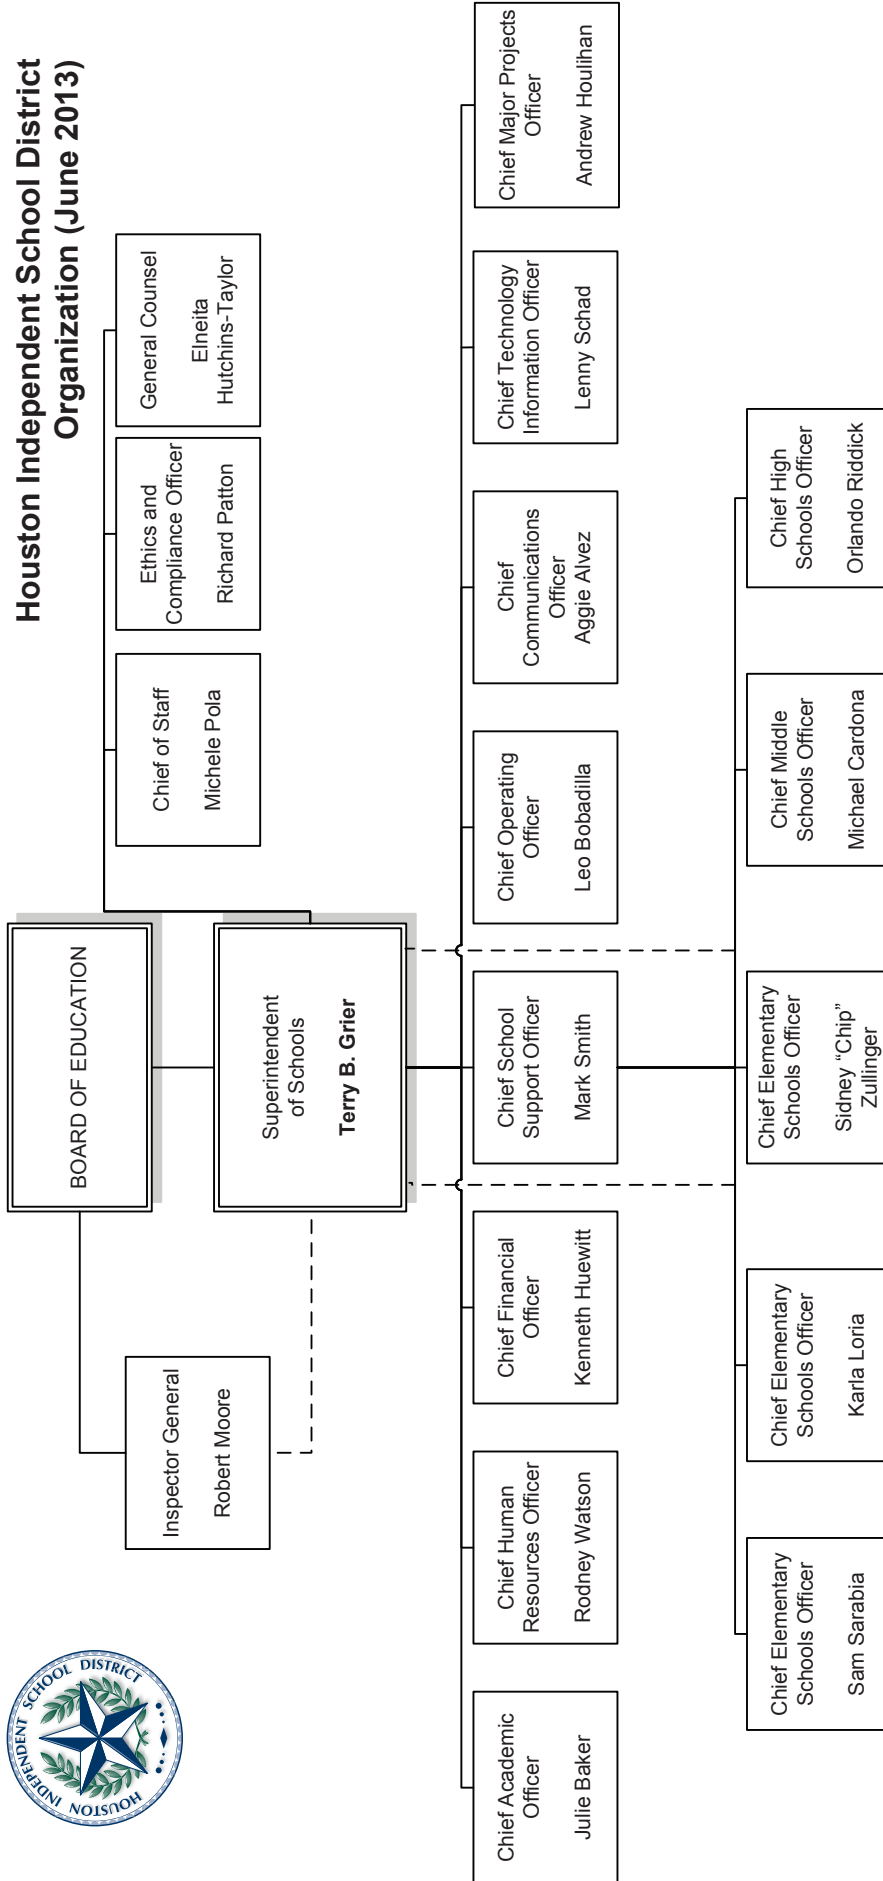 HOUSTON INDEPENDENT SCHOOL DISTRICT
Houston Independent School District
Organization (June 2013)
BOARD OF EDUCATION
Inspector General
Robert Moore
Superintendent
of Schools
Terry B. Grier
Chief of Staff
Michele Pola
Ethics and
Compliance Officer
Richard Patton
General Counsel
Elneita
Hutchins-Taylor
Chief Academic
Officer
Julie Baker
Chief Human
Resources Officer
Rodney Watson
Chief Financial
Officer
Kenneth Huewitt
Chief School
Support Officer
Mark Smith
Chief Operating
Officer
Leo Bobadilla
Chief
Communications
Officer
Aggie Alvez
Chief Technology
Information Officer
Lenny Schad
Chief Major Projects
Officer
Andrew Houlihan
Chief Elementary
Schools Officer
Sam Sarabia
Chief Elementary
Schools Officer
Karla Loria
Chief Elementary
Schools Officer
Sidney “Chip”
Zullinger
Chief Middle
Schools Officer
Michael Cardona
Chief High
Schools Officer
Orlando Riddick